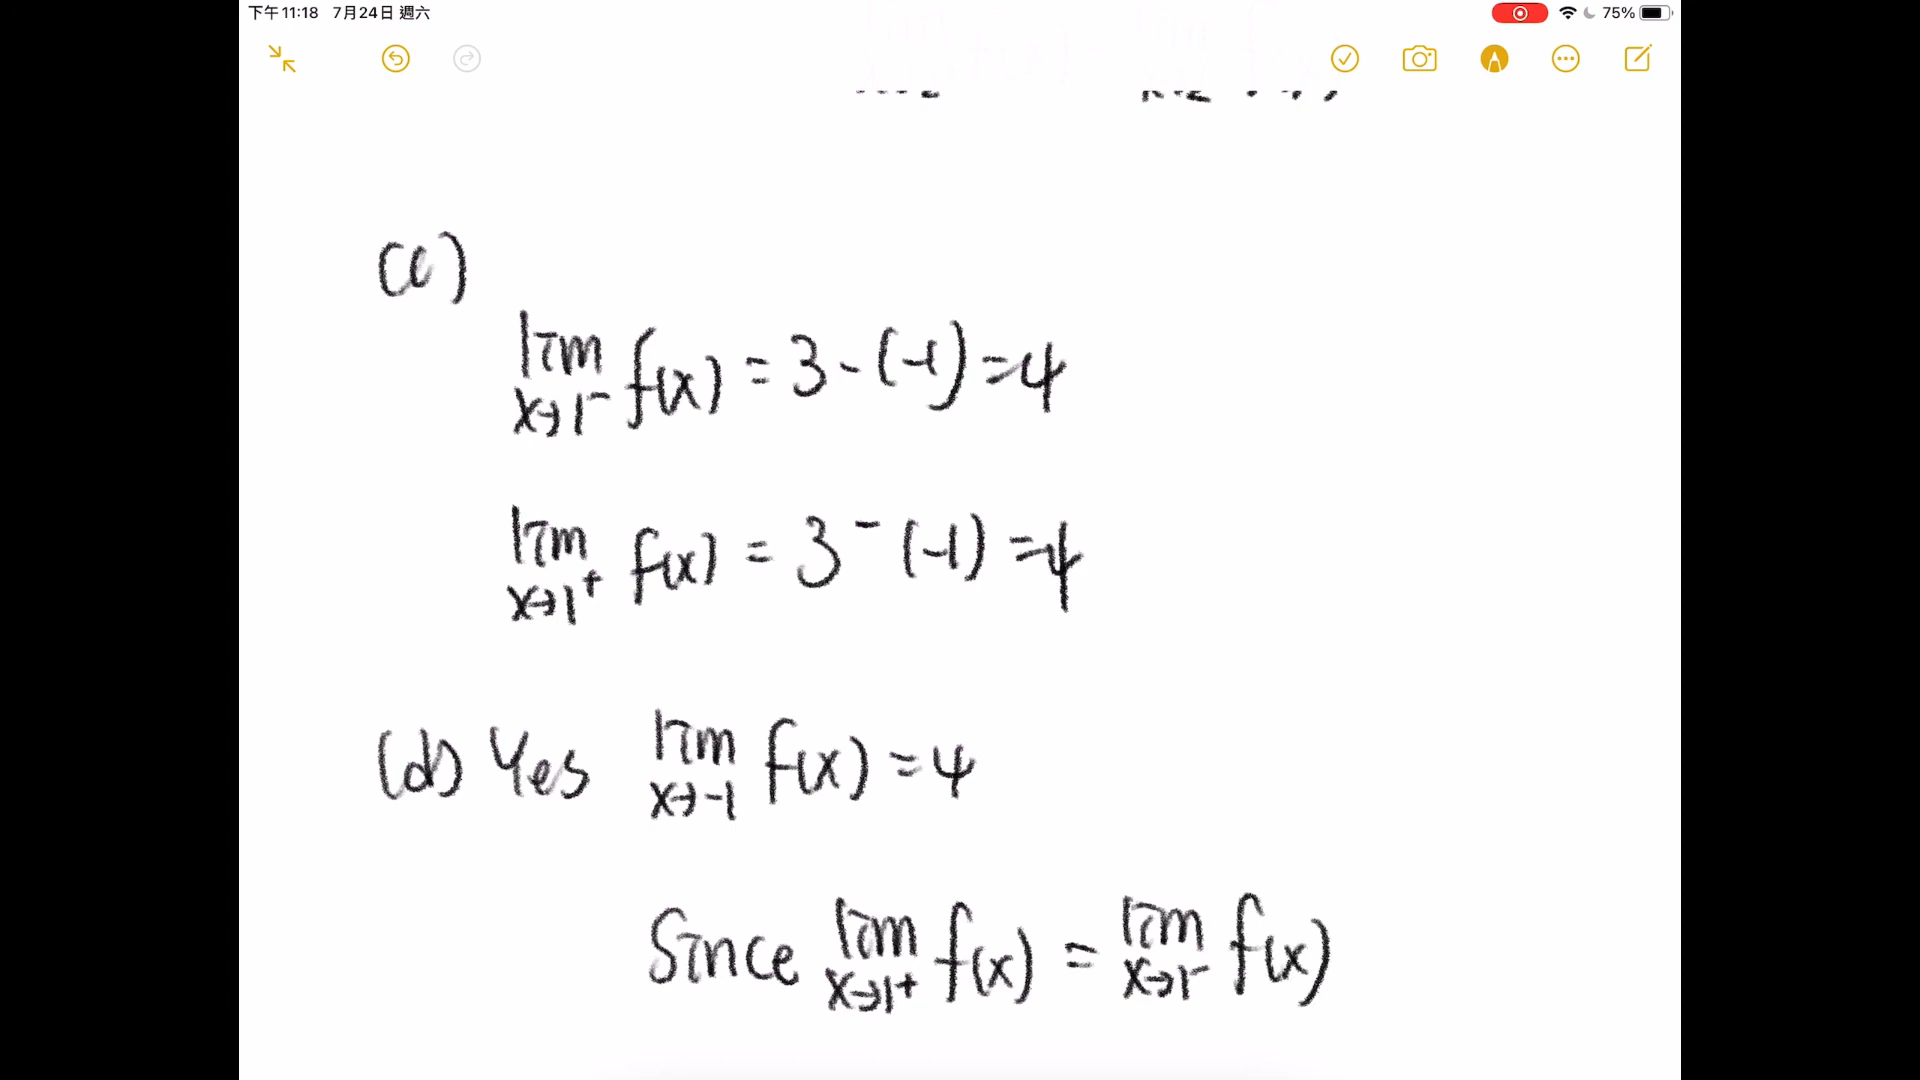 下午11:18 7月24日 週六 75%
(c)
lim x→1⁻ f(x) = 3 - (-1) = 4
lim x→1⁺ f(x) = 3 - (-1) = 4
(d) Yes lim x→-1 f(x) = 4
Since lim x→1⁺ f(x) = lim x→1⁻ f(x)